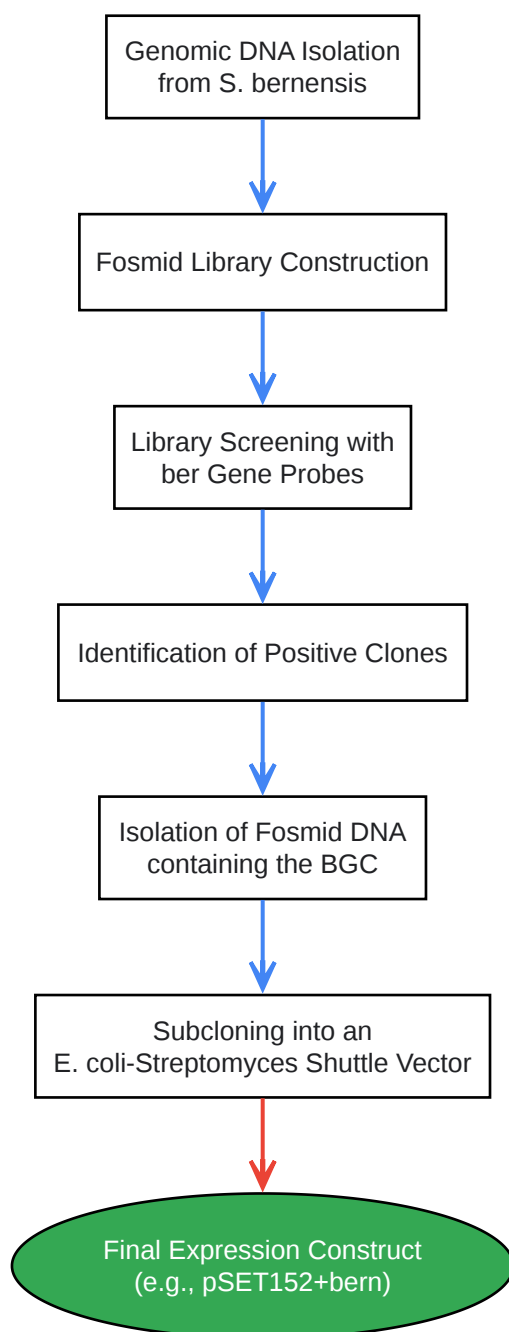 Genomic DNA Isolation
from S. bernensis
Fosmid Library Construction
Library Screening with
ber Gene Probes
Identification of Positive Clones
Isolation of Fosmid DNA
containing the BGC
Subcloning into an
E. coli-Streptomyces Shuttle Vector
Final Expression Construct
(e.g., pSET152+bern)